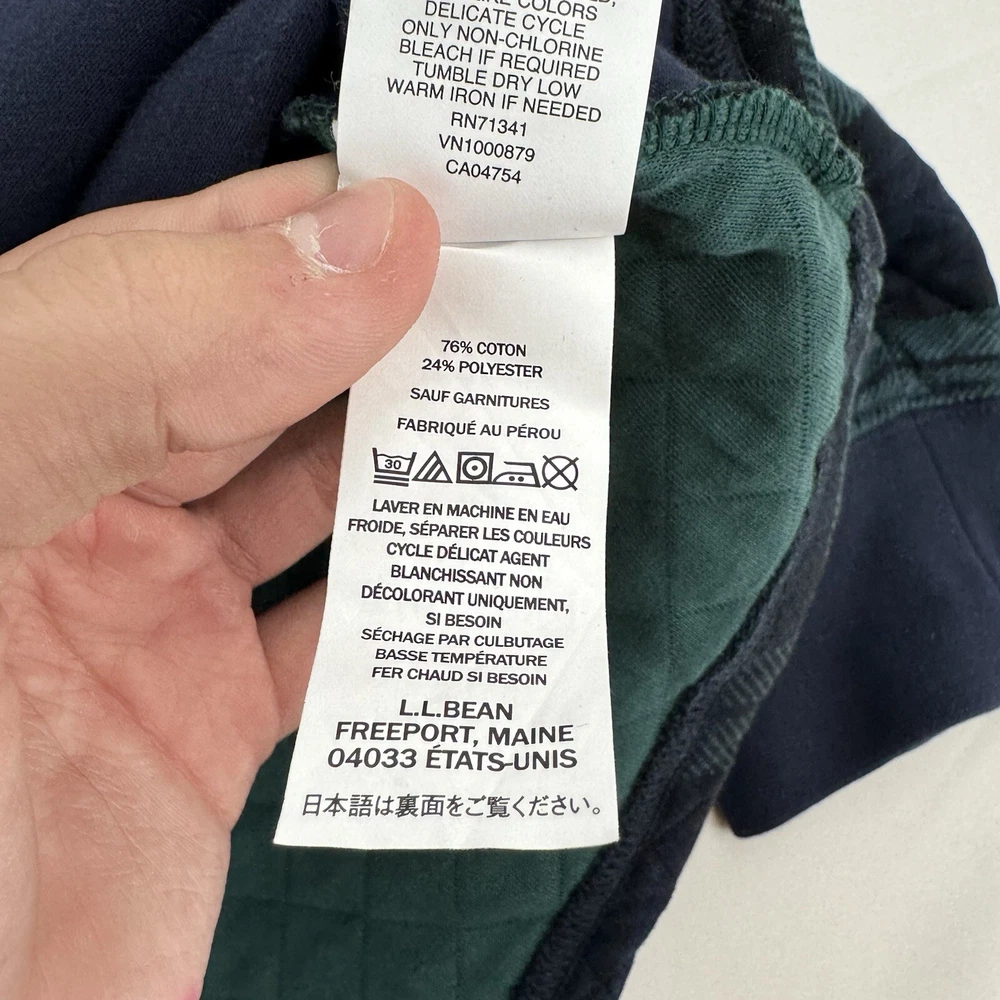 COLORS
DELICATE CYCLE
ONLY NON-CHLORINE
BLEACH IF REQUIRED
TUMBLE DRY LOW
WARM IRON IF NEEDED
RN71341
VN1000879
CA04754
76% COTON
24% POLYESTER
SAUF GARNITURES
FABRIQUÉ AU PÉROU
30
LAVER EN MACHINE EN EAU
FROIDE, SÉPARER LES COULEURS
CYCLE DÉLICAT AGENT
BLANCHISSANT NON
DÉCOLORANT UNIQUEMENT,
SI BESOIN
SÉCHAGE PAR CULBUTAGE
BASSE TEMPÉRATURE
FER CHAUD SI BESOIN
L.L.BEAN
FREEPORT, MAINE
04033 ÉTATS-UNIS
日本語は裏面をご覧ください。